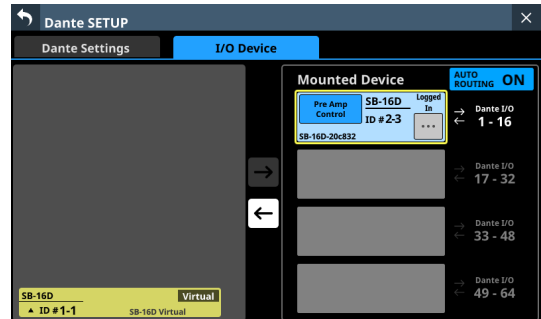 Dante SETUP
Dante Settings
I/O Device
Mounted Device
AUTO ROUTING ON
Pre Amp Control
SB-16D
Logged In
ID # 2-3
...
SB-16D-20c832
Dante I/O
1 - 16
Dante I/O
17 - 32
Dante I/O
33 - 48
Dante I/O
49 - 64
SB-16D
Virtual
▲ ID # 1-1
SB-16D Virtual